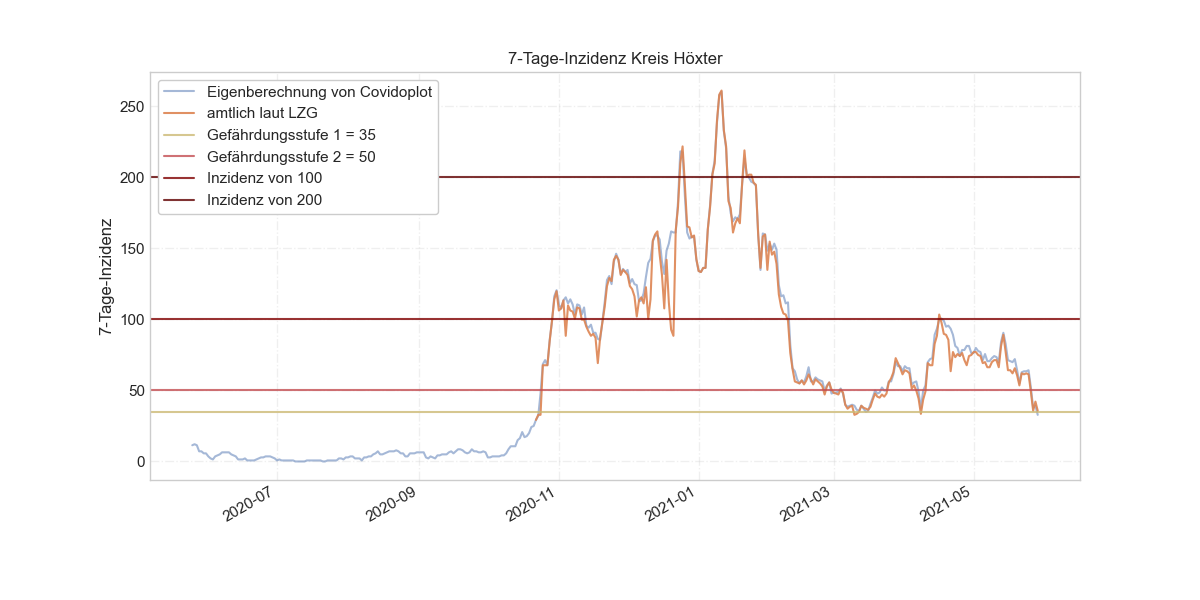 7-Tage-Inzidenz Kreis Höxter
Eigenberechnung von Covidoplot
amtlich laut LZG
Gefährdungsstufe 1 = 35
Gefährdungsstufe 2 = 50
Inzidenz von 100
Inzidenz von 200
7-Tage-Inzidenz
250
200
150
100
50
0
2020-07
2020-09
2020-11
2021-01
2021-03
2021-05